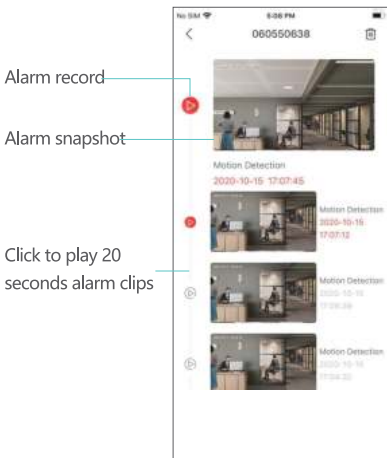 No SIM
5:06 PM
060550638
Alarm record
Alarm snapshot
Motion Detection
2020-10-15 17:07:45
Motion Detection
2020-10-15
17:07:12
Click to play 20
seconds alarm clips
Motion Detection
Motion Detection